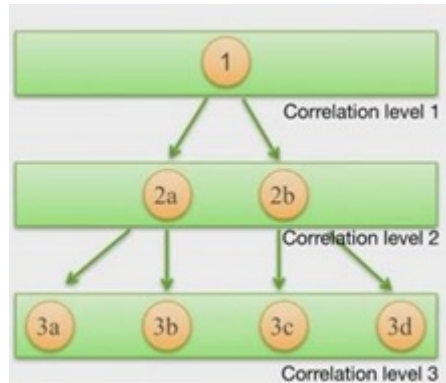 1
Correlation level 1
2a 2b
Correlation level 2
3a 3b 3c 3d
Correlation level 3